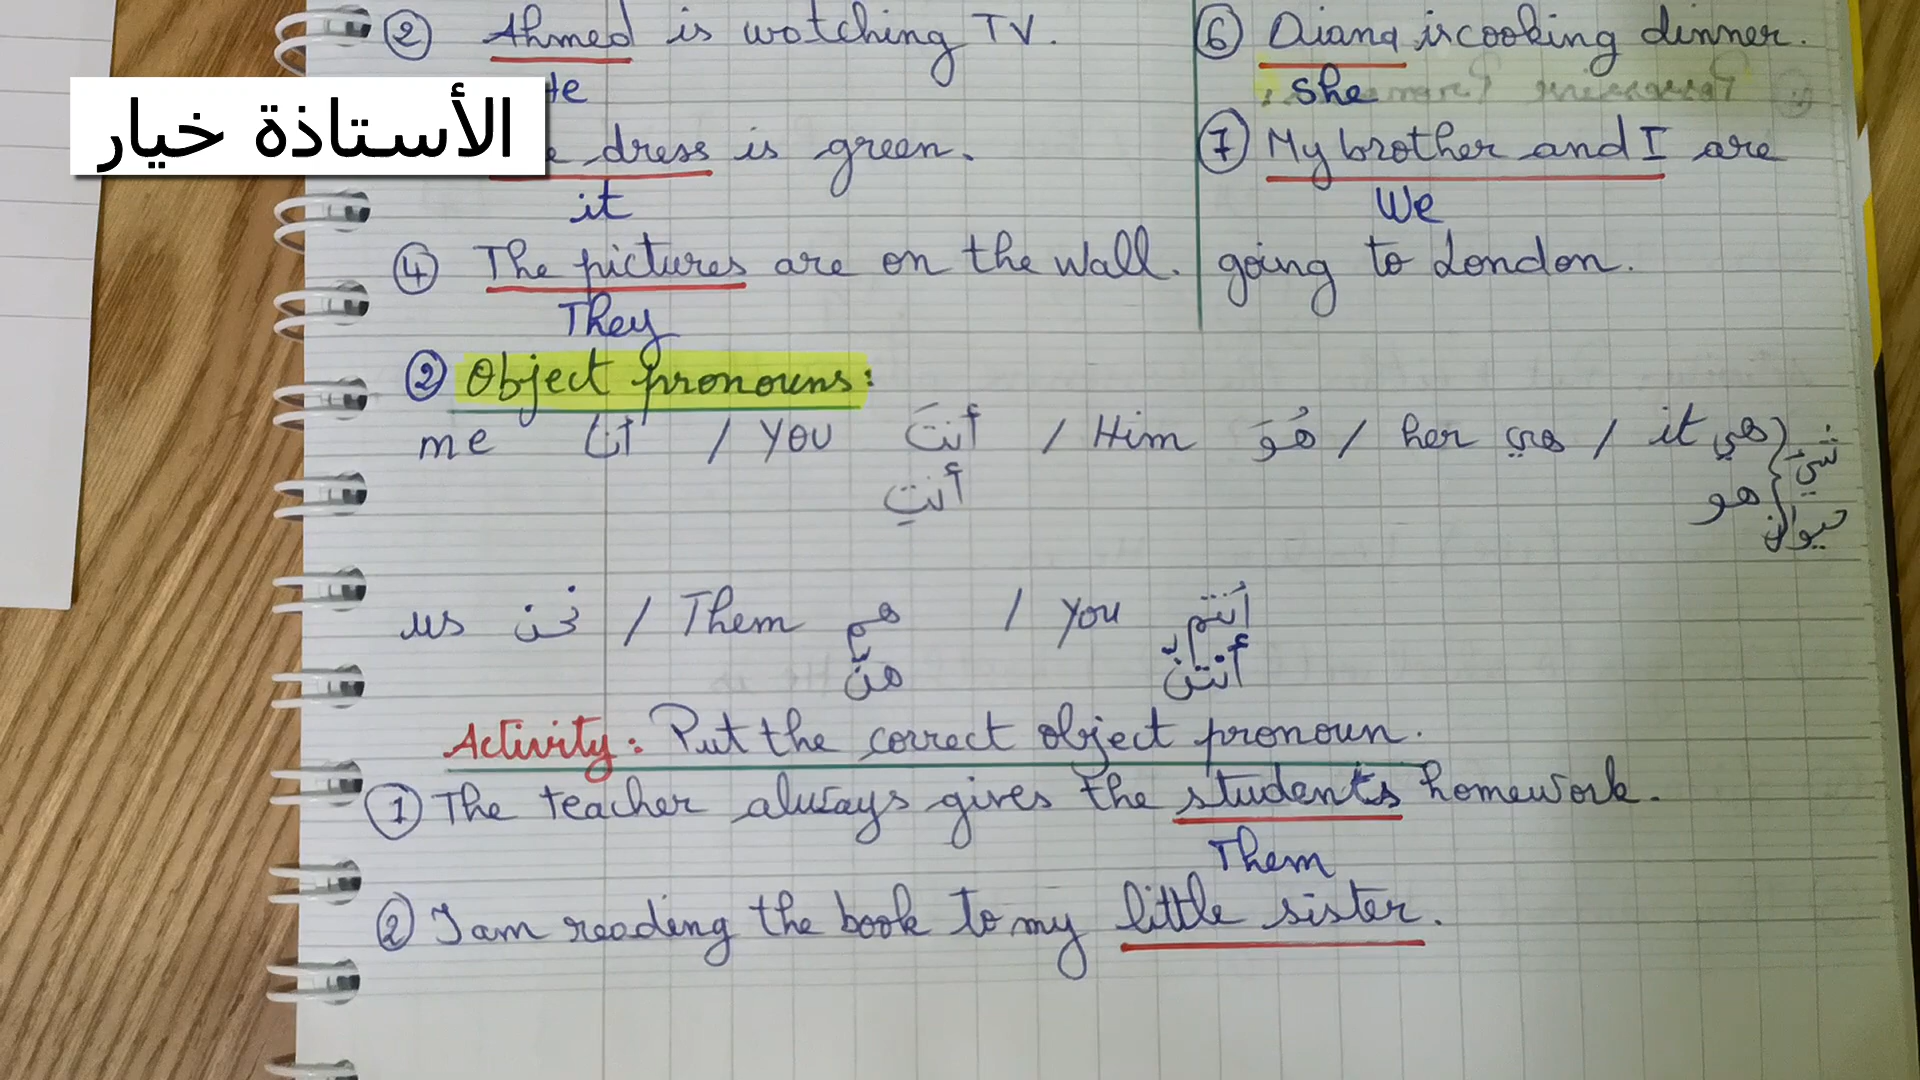 ② Ahmed is watching TV.
He
dress is green.
it
④ The pictures are on the wall.
They
⑥ Diana is cooking dinner.
she
⑦ My brother and I are
We
going to London.
الأستاذة خيار
② Object pronouns:
me أنا / you أنتَ / Him هُوَ / her هي / it هي شيئ
أنتِ هو حيوان
us نحن / Them هم / you أنتم
هنّ أنتن
Activity: Put the correct object pronoun.
① The teacher always gives the students homework.
Them
② I am reading the book to my little sister.